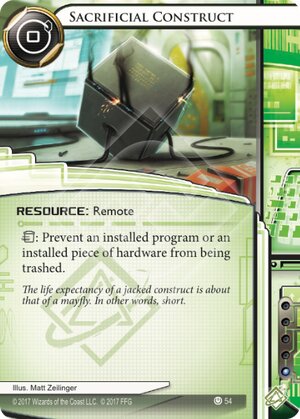 0
Sacrificial Construct
RESOURCE: Remote
: Prevent an installed program or an
installed piece of hardware from being
trashed.
The life expectancy of a jacked construct is about
that of a mayfly. In other words, short.
Illus. Matt Zeilinger
© 2017 Wizards of the Coast LLC. © 2017 FFG
54